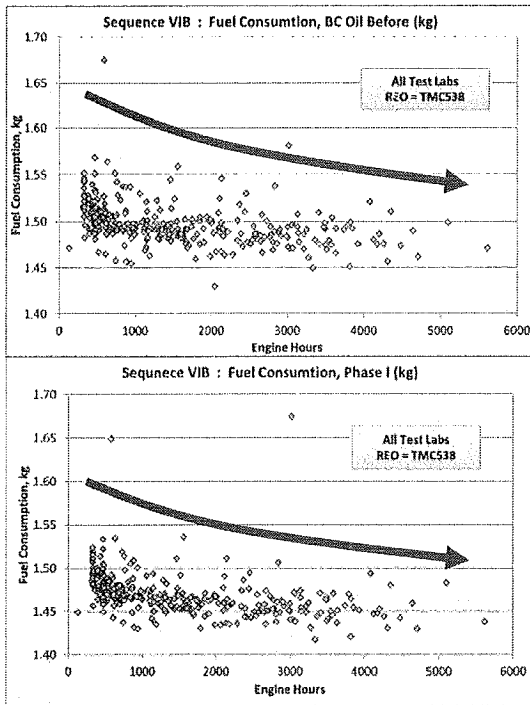 Sequence VIB : Fuel Consumtion, BC Oil Before (kg)
1.70
1.65
1.60
1.55
1.50
1.45
1.40
Fuel Consumption, kg
All Test Labs
REO = TMC538
0 1000 2000 3000 4000 5000 6000
Engine Hours
Sequnece VIB : Fuel Consumtion, Phase I (kg)
1.70
1.65
1.60
1.55
1.50
1.45
1.40
Fuel Consumption, kg
All Test Labs
REO = TMC538
0 1000 2000 3000 4000 5000 6000
Engine Hours